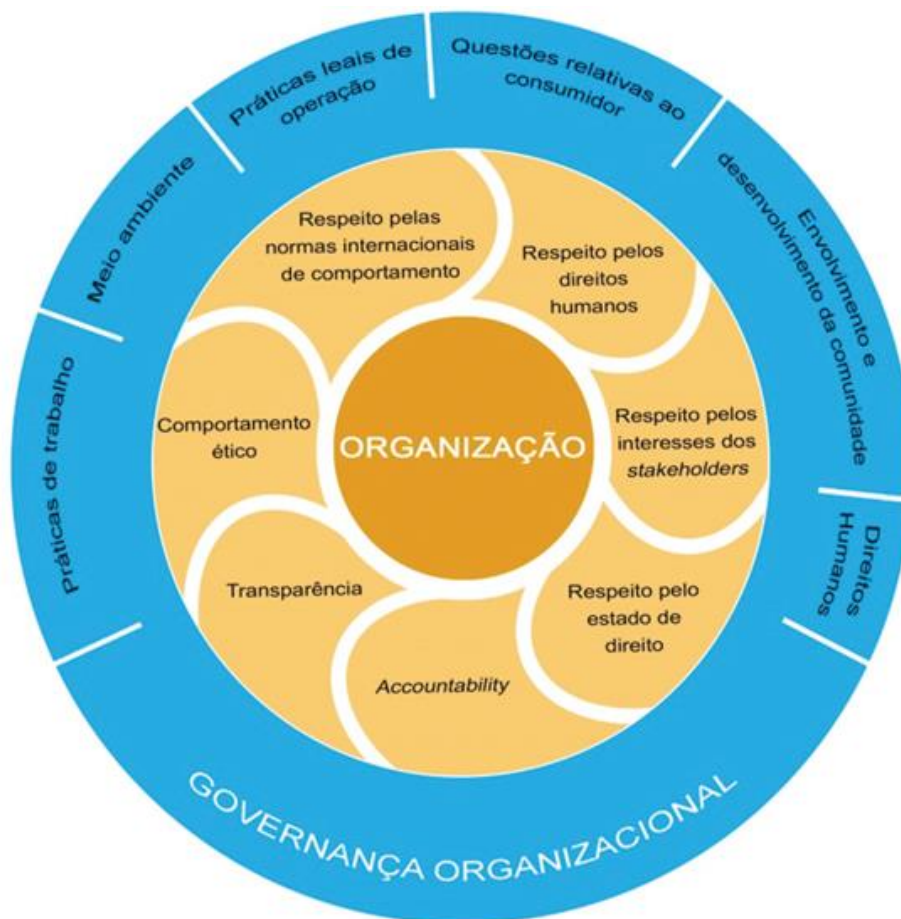 Práticas leais de
operação
Questões relativas ao
consumidor
Envolvimento e
desenvolvimento da comunidade
Direitos
Humanos
Meio ambiente
Práticas de trabalho
Respeito pelas
normas internacionais
de comportamento
Respeito pelos
direitos
humanos
Respeito pelos
interesses dos
stakeholders
Respeito pelo
estado de
direito
Accountability
Transparência
Comportamento
ético
ORGANIZAÇÃO
GOVERNANÇA ORGANIZACIONAL